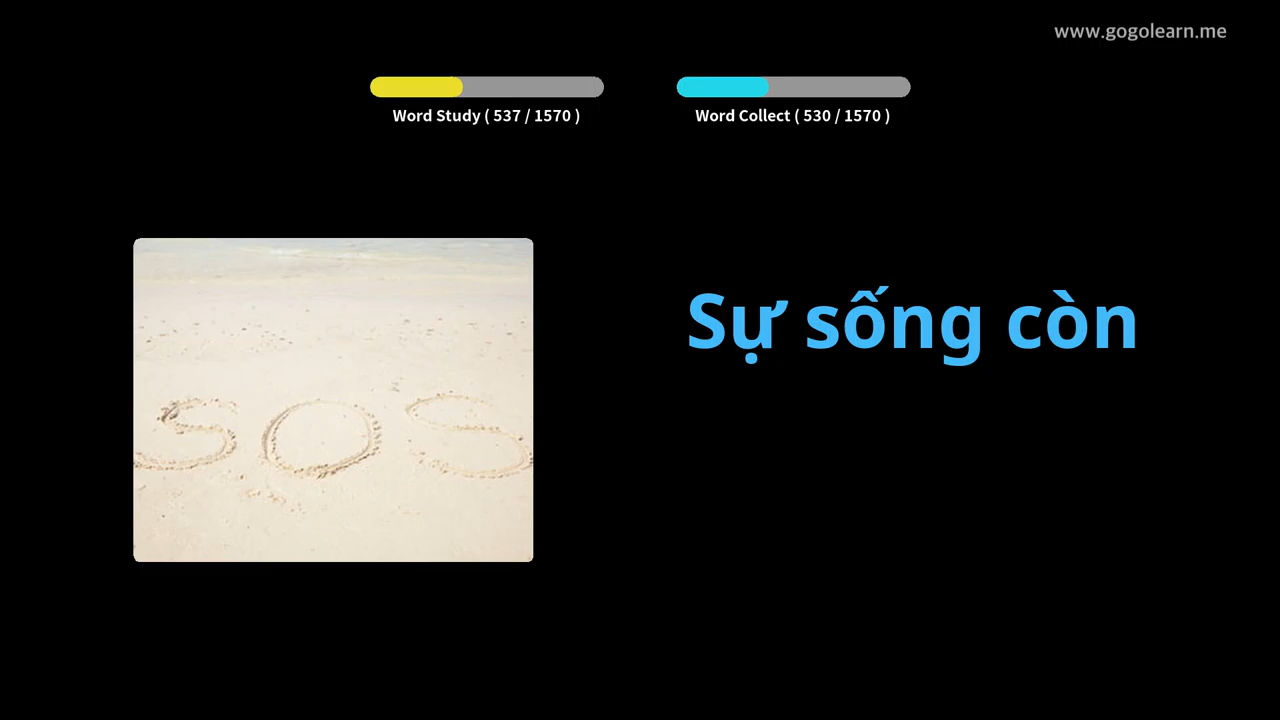 www.gogolearn.me
Word Study ( 537 / 1570 )
Word Collect ( 530 / 1570 )
Sự sống còn
SOS